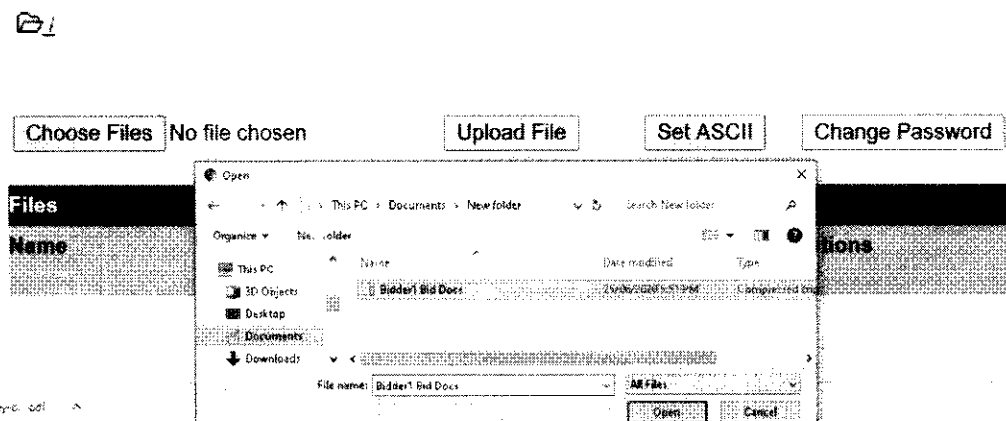 /
Choose Files No file chosen Upload File Set ASCII Change Password
Open
Files
This PC › Documents › New folder Search New folder
Name
Organize
tions
Name Date modified Type
This PC
3D Objects
Bidder1 Bid Docs
Desktop
Documents
Downloads
File name: Bidder1 Bid Docs All Files
Open Cancel